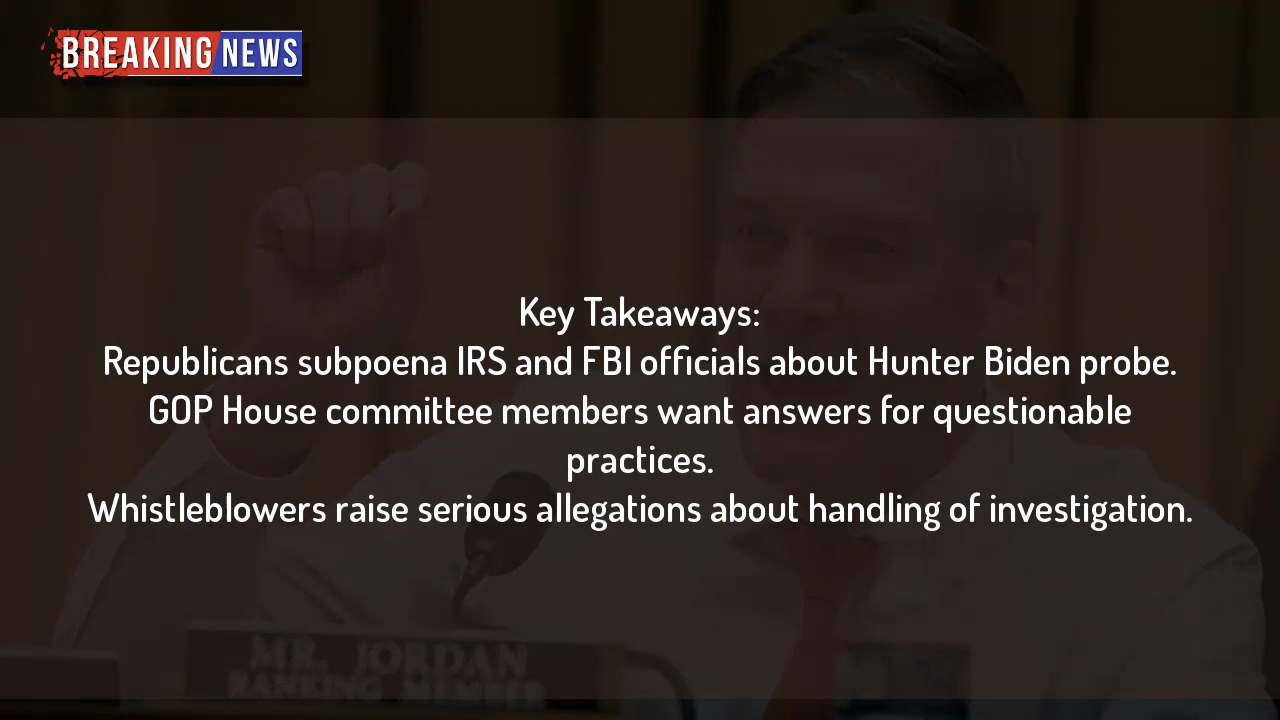 BREAKING NEWS
Key Takeaways:
Republicans subpoena IRS and FBI officials about Hunter Biden probe.
GOP House committee members want answers for questionable
practices.
Whistleblowers raise serious allegations about handling of investigation.
MR. JORDAN
RANKING MEMBER